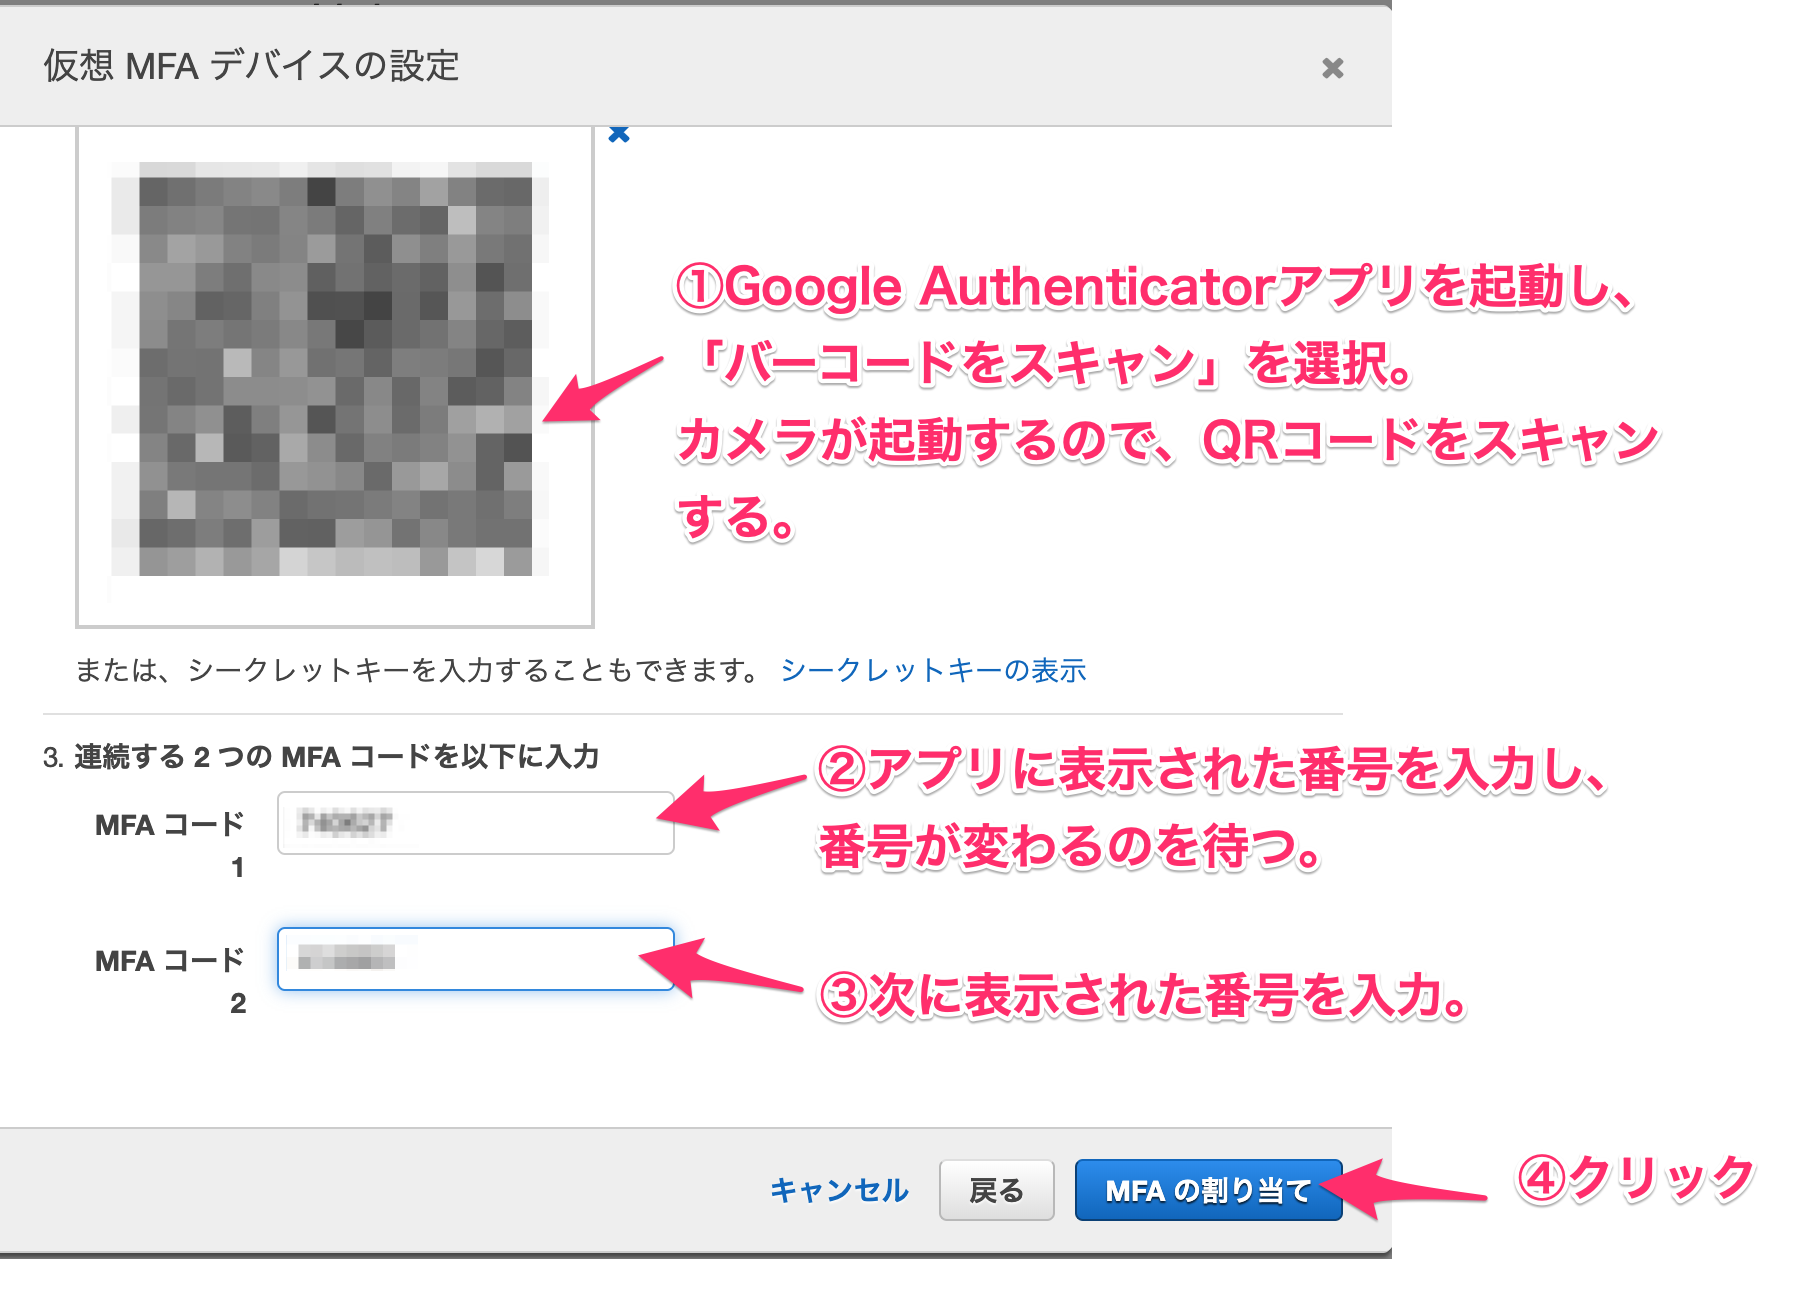 仮想 MFA デバイスの設定
①Google Authenticatorアプリを起動し、
「バーコードをスキャン」を選択。
カメラが起動するので、QRコードをスキャン
する。
または、シークレットキーを入力することもできます。 シークレットキーの表示
3. 連続する 2 つの MFA コードを以下に入力
②アプリに表示された番号を入力し、
番号が変わるのを待つ。
MFA コード
1
MFA コード
2
③次に表示された番号を入力。
キャンセル 戻る MFA の割り当て
④クリック